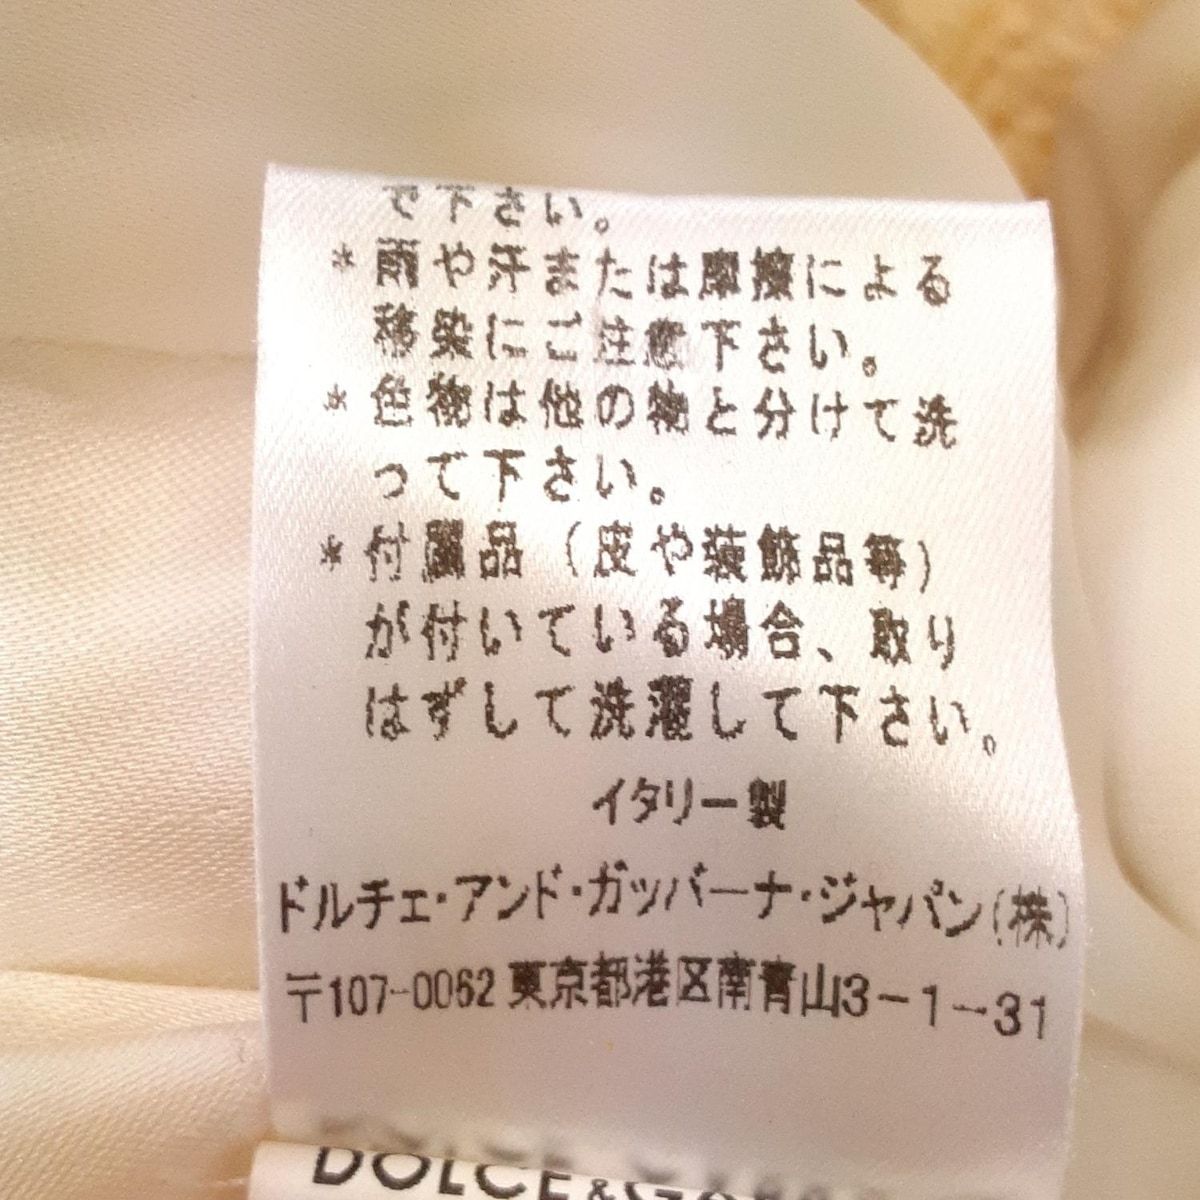 で下さい。
＊雨や汗または摩擦による
移染にご注意下さい。
＊色物は他の物と分けて洗
って下さい。
＊付属品（皮や装飾品等）
が付いている場合、取り
はずして洗濯して下さい。
イタリー製
ドルチェ・アンド・ガッバーナ・ジャパン(株)
〒107-0062 東京都港区南青山3-1-31
DOLCE&GABBANA